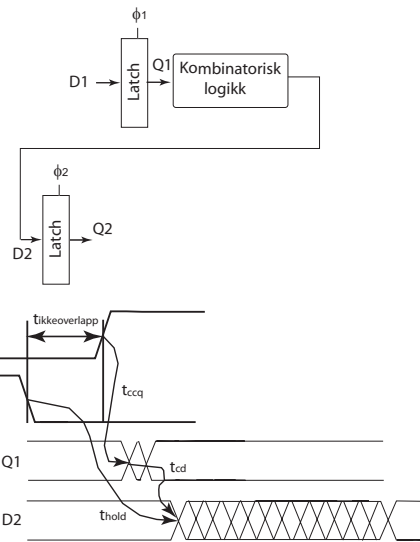 ϕ1
D1
Latch
Q1
Kombinatorisk
logikk
ϕ2
D2
Latch
Q2
tikkeoverlapp
tccq
Q1
tcd
thold
D2